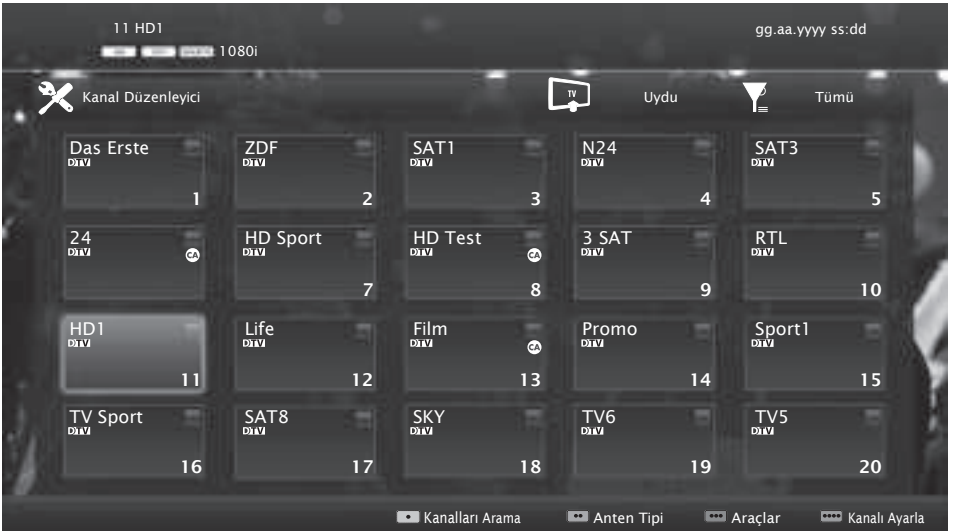 11 HD1
gg.aa.yyyy ss:dd
1080i
Kanal Düzenleyici
TV
Uydu
Tümü
Das Erste
DTV
1
ZDF
DTV
2
SAT1
DTV
3
N24
DTV
4
SAT3
DTV
5
24
DTV
CA
HD Sport
DTV
7
HD Test
DTV
CA
8
3 SAT
DTV
9
RTL
DTV
10
HD1
DTV
11
Life
DTV
12
Film
DTV
CA
13
Promo
DTV
14
Sport1
DTV
15
TV Sport
DTV
16
SAT8
DTV
17
SKY
DTV
18
TV6
DTV
19
TV5
DTV
20
Kanalları Arama
Anten Tipi
Araçlar
Kanalı Ayarla